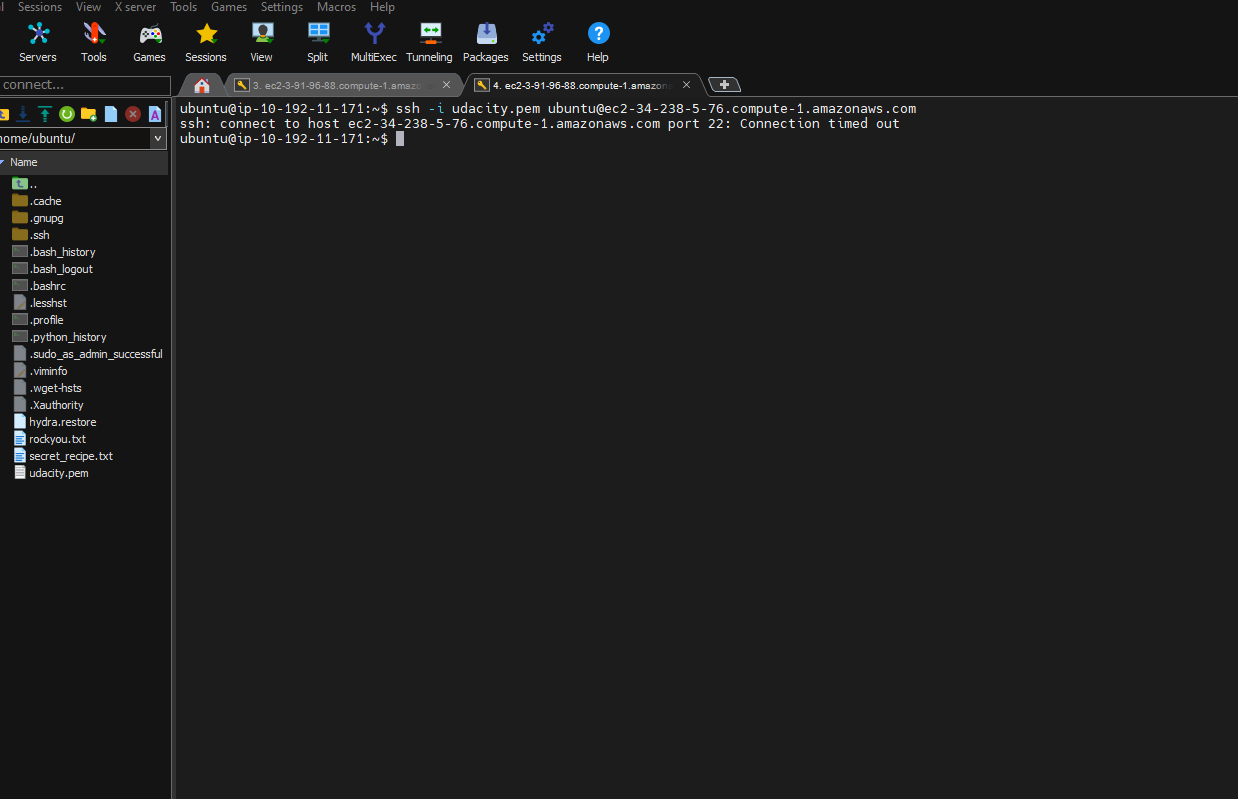 l Sessions View X server Tools Games Settings Macros Help
Servers Tools Games Sessions View Split MultiExec Tunneling Packages Settings Help
connect...
3. ec2-3-91-96-88.compute-1.amazo
4. ec2-3-91-96-88.compute-1.amazon
home/ubuntu/
Name
..
.cache
.gnupg
.ssh
.bash_history
.bash_logout
.bashrc
.lesshst
.profile
.python_history
.sudo_as_admin_successful
.viminfo
.wget-hsts
.Xauthority
hydra.restore
rockyou.txt
secret_recipe.txt
udacity.pem
ubuntu@ip-10-192-11-171:~$ ssh -i udacity.pem ubuntu@ec2-34-238-5-76.compute-1.amazonaws.com
ssh: connect to host ec2-34-238-5-76.compute-1.amazonaws.com port 22: Connection timed out
ubuntu@ip-10-192-11-171:~$